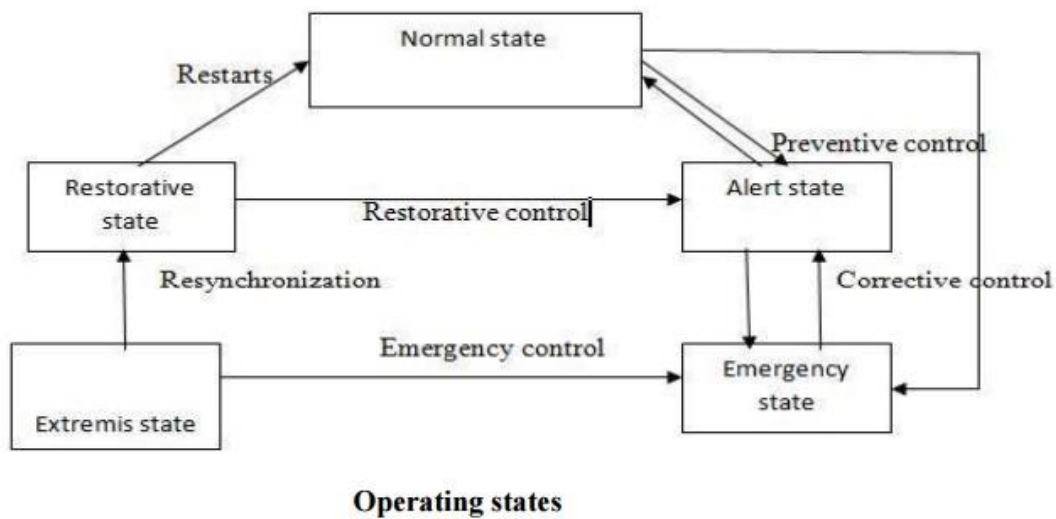 Normal state
Restarts
Preventive control
Restorative
state
Alert state
Restorative control
Resynchronization
Corrective control
Emergency control
Emergency
state
Extremis state
Operating states